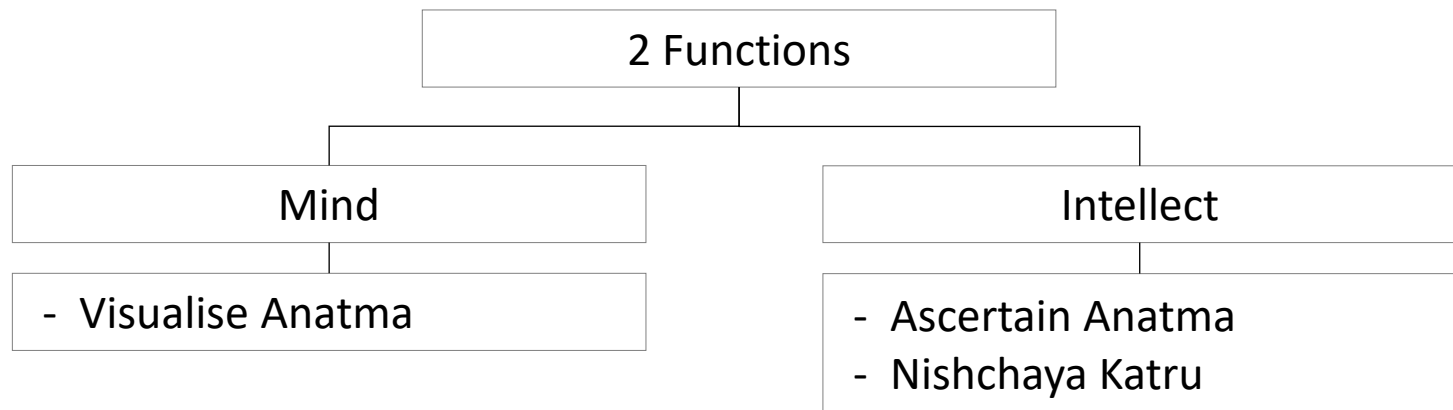 2 Functions
Mind
Intellect
- Visualise Anatma
- Ascertain Anatma
- Nishchaya Katru